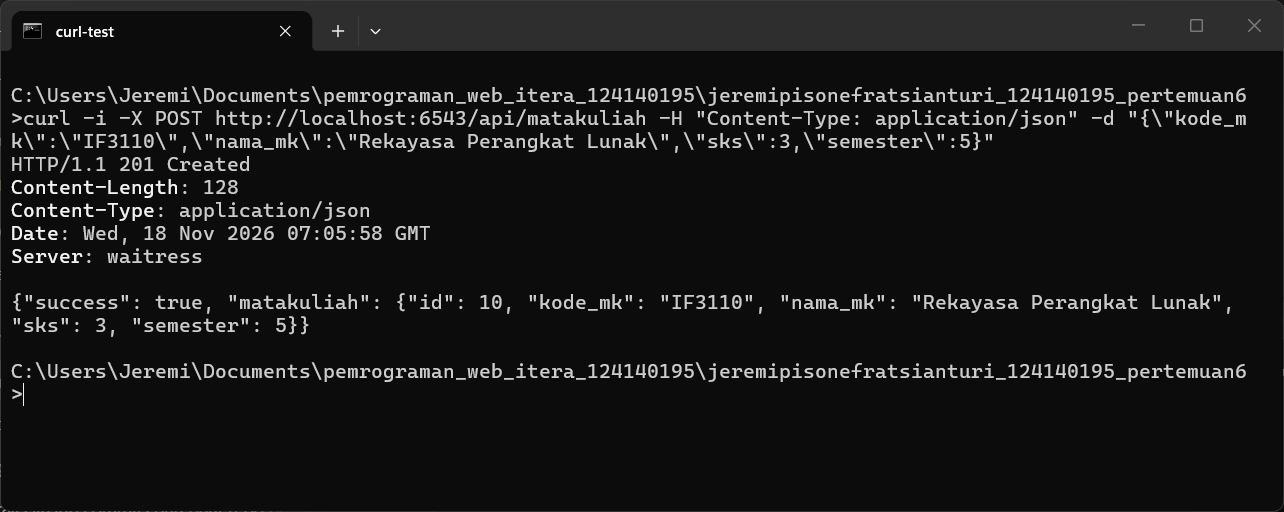 curl-test
C:\Users\Jeremi\Documents\pemrograman_web_itera_124140195\jeremipisonefratsianturi_124140195_pertemuan6
>curl -i -X POST http://localhost:6543/api/matakuliah -H "Content-Type: application/json" -d "{\"kode_m
k\":\"IF3110\",\"nama_mk\":\"Rekayasa Perangkat Lunak\",\"sks\":3,\"semester\":5}"
HTTP/1.1 201 Created
Content-Length: 128
Content-Type: application/json
Date: Wed, 18 Nov 2026 07:05:58 GMT
Server: waitress
{"success": true, "matakuliah": {"id": 10, "kode_mk": "IF3110", "nama_mk": "Rekayasa Perangkat Lunak",
"sks": 3, "semester": 5}}
C:\Users\Jeremi\Documents\pemrograman_web_itera_124140195\jeremipisonefratsianturi_124140195_pertemuan6
>